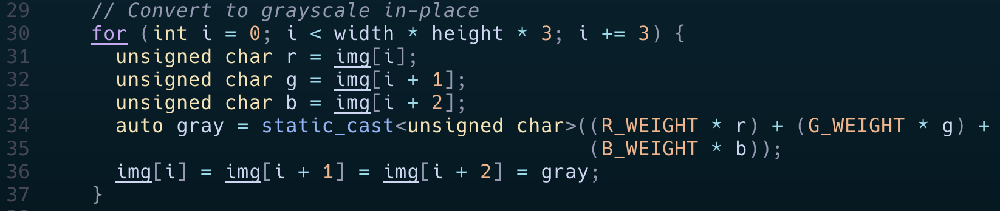 29 // Convert to grayscale in-place
30 for (int i = 0; i < width * height * 3; i += 3) {
31 unsigned char r = img[i];
32 unsigned char g = img[i + 1];
33 unsigned char b = img[i + 2];
34 auto gray = static_cast<unsigned char>((R_WEIGHT * r) + (G_WEIGHT * g) +
35 (B_WEIGHT * b));
36 img[i] = img[i + 1] = img[i + 2] = gray;
37 }